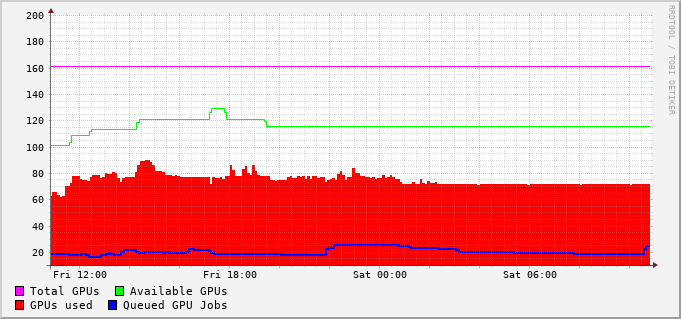 200
180
160
140
120
100
80
60
40
20
Fri 12:00 Fri 18:00 Sat 00:00 Sat 06:00
Total GPUs Available GPUs
GPUs used Queued GPU Jobs
RRDTOOL / TOBI OETIKER